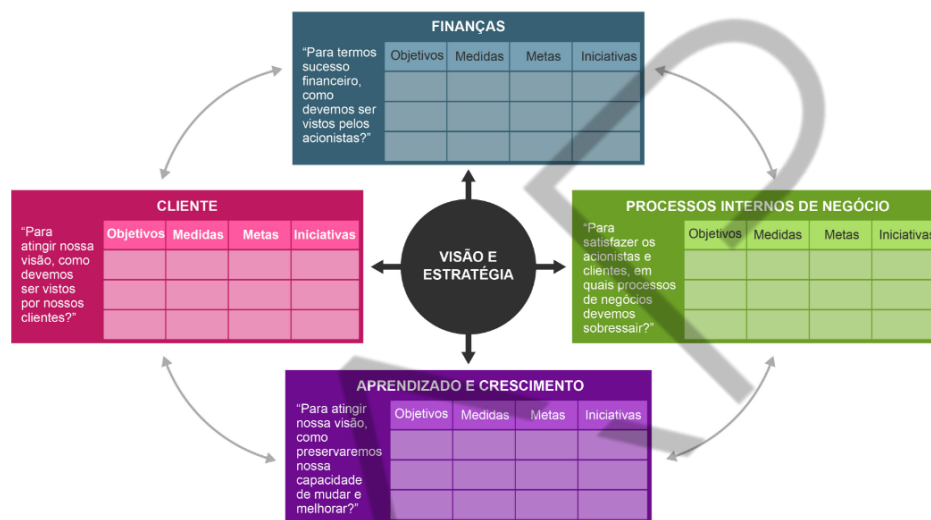 FINANÇAS
“Para termos
sucesso
financeiro,
como
devemos ser
vistos pelos
acionistas?”
Objetivos Medidas Metas Iniciativas
CLIENTE
“Para
atingir nossa
visão, como
devemos
ser vistos
por nossos
clientes?”
Objetivos Medidas Metas Iniciativas
VISÃO E
ESTRATÉGIA
PROCESSOS INTERNOS DE NEGÓCIO
“Para
satisfazer os
acionistas e
clientes, em
quais processos
de negócios
devemos
sobressair?”
Objetivos Medidas Metas Iniciativas
APRENDIZADO E CRESCIMENTO
“Para atingir
nossa visão,
como
preservaremos
nossa
capacidade
de mudar e
melhorar?”
Objetivos Medidas Metas Iniciativas